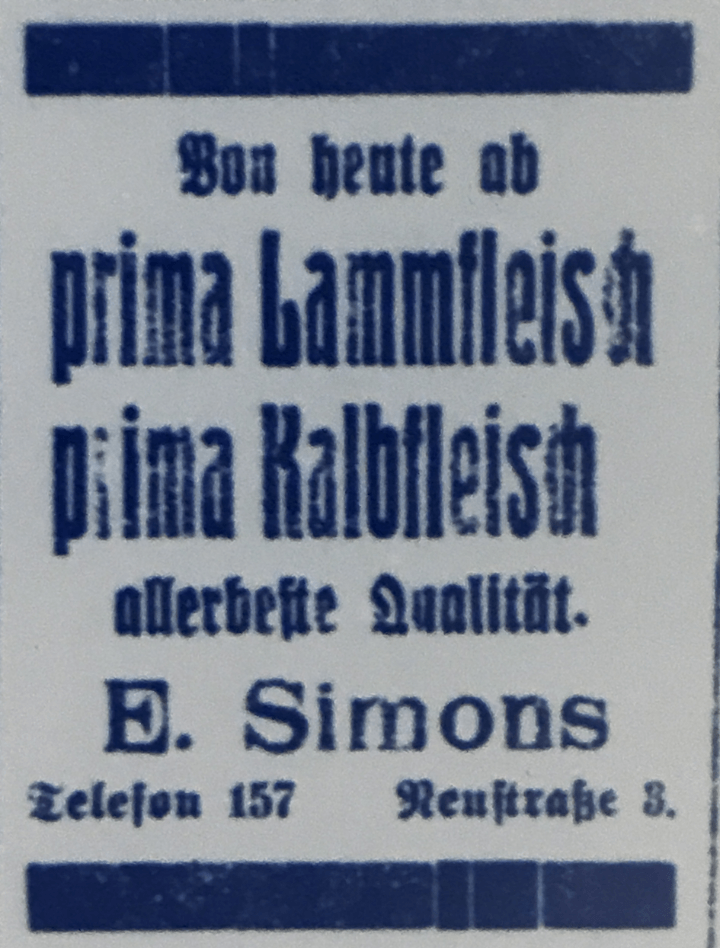 Von heute ab
prima Lammfleisch
prima Kalbfleisch
allerbeste Qualität.
E. Simons
Telefon 157 Neustraße 3.